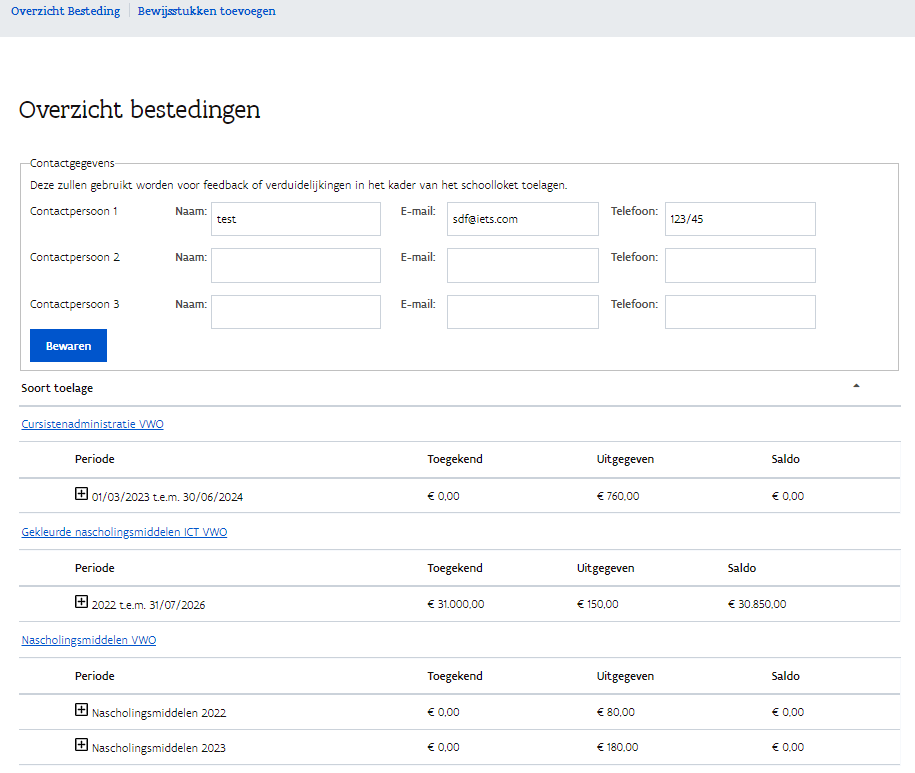 Overzicht Besteding Bewijsstukken toevoegen
Overzicht bestedingen
Contactgegevens
Deze zullen gebruikt worden voor feedback of verduidelijkingen in het kader van het schoolloket toelagen.
Contactpersoon 1 Naam: test E-mail: sdf@iets.com Telefoon: 123/45
Contactpersoon 2 Naam: E-mail: Telefoon:
Contactpersoon 3 Naam: E-mail: Telefoon:
Bewaren
Soort toelage
Cursistenadministratie VWO
Periode Toegekend Uitgegeven Saldo
01/03/2023 t.e.m. 30/06/2024 € 0,00 € 760,00 € 0,00
Gekleurde nascholingsmiddelen ICT VWO
Periode Toegekend Uitgegeven Saldo
2022 t.e.m. 31/07/2026 € 31.000,00 € 150,00 € 30.850,00
Nascholingsmiddelen VWO
Periode Toegekend Uitgegeven Saldo
Nascholingsmiddelen 2022 € 0,00 € 80,00 € 0,00
Nascholingsmiddelen 2023 € 0,00 € 180,00 € 0,00